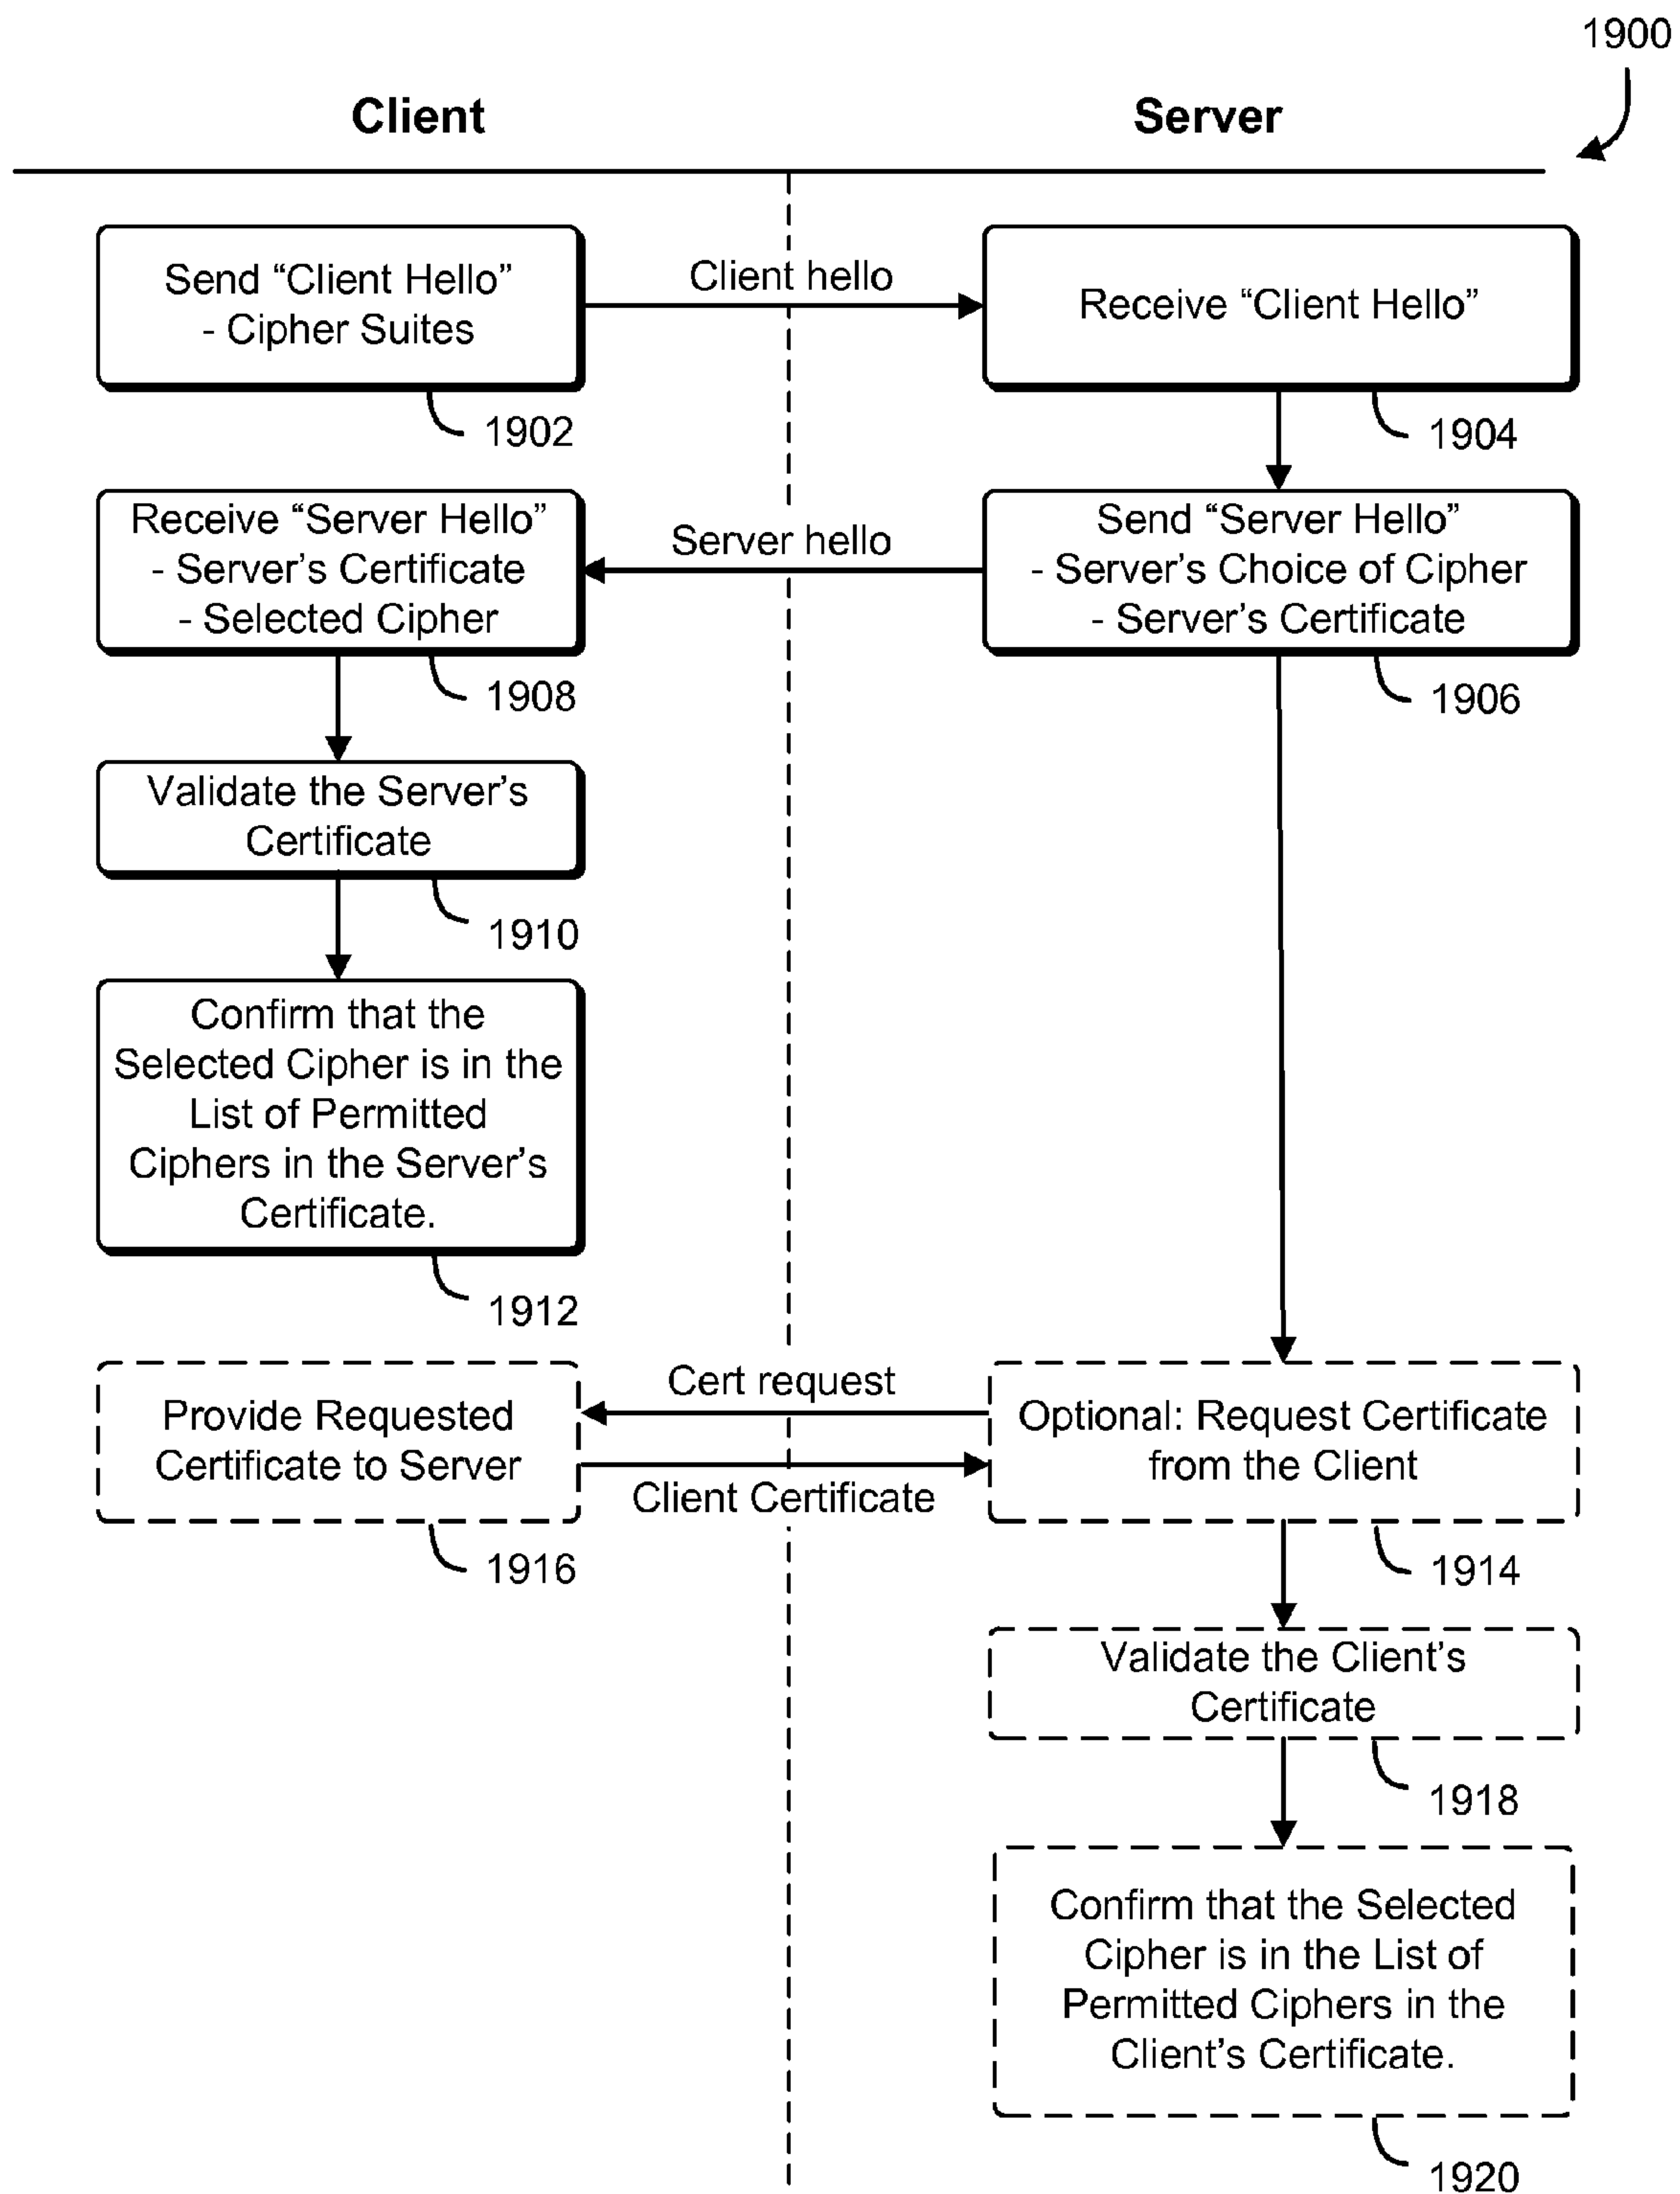 1900
Client
Server
Send “Client Hello”
- Cipher Suites
Client hello
Receive “Client Hello”
1902
1904
Receive “Server Hello”
- Server’s Certificate
- Selected Cipher
Server hello
Send “Server Hello”
- Server’s Choice of Cipher
- Server’s Certificate
1908
1906
Validate the Server’s
Certificate
1910
Confirm that the
Selected Cipher is in the
List of Permitted
Ciphers in the Server’s
Certificate.
1912
Provide Requested
Certificate to Server
Cert request
Client Certificate
Optional: Request Certificate
from the Client
1916
1914
Validate the Client’s
Certificate
1918
Confirm that the Selected
Cipher is in the List of
Permitted Ciphers in the
Client’s Certificate.
1920